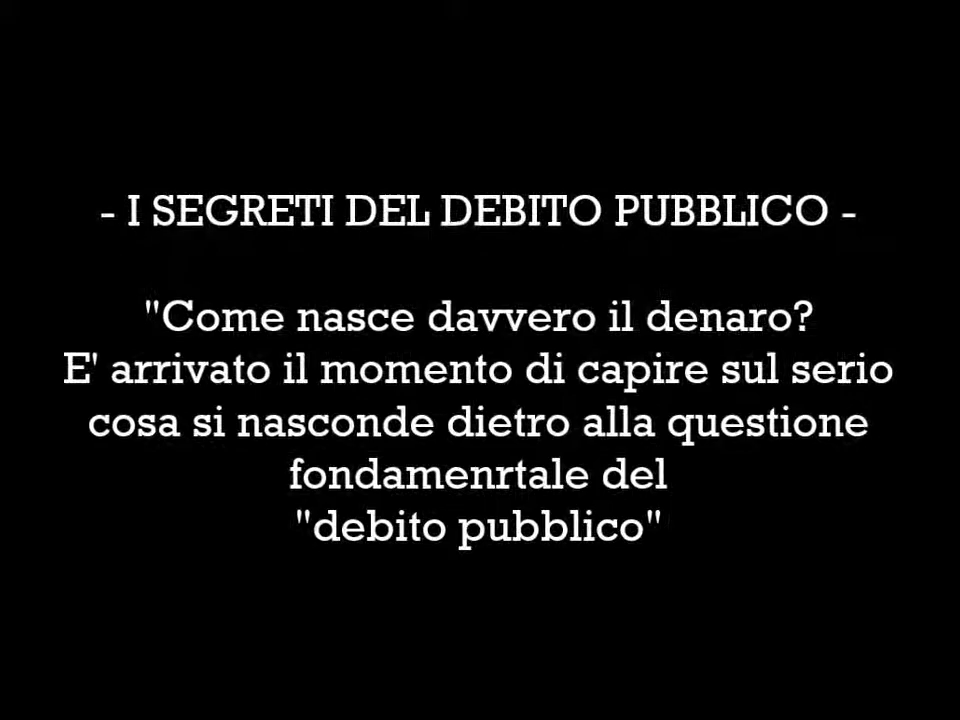 - I SEGRETI DEL DEBITO PUBBLICO -
"Come nasce davvero il denaro?
E' arrivato il momento di capire sul serio
cosa si nasconde dietro alla questione
fondamenrtale del
"debito pubblico"